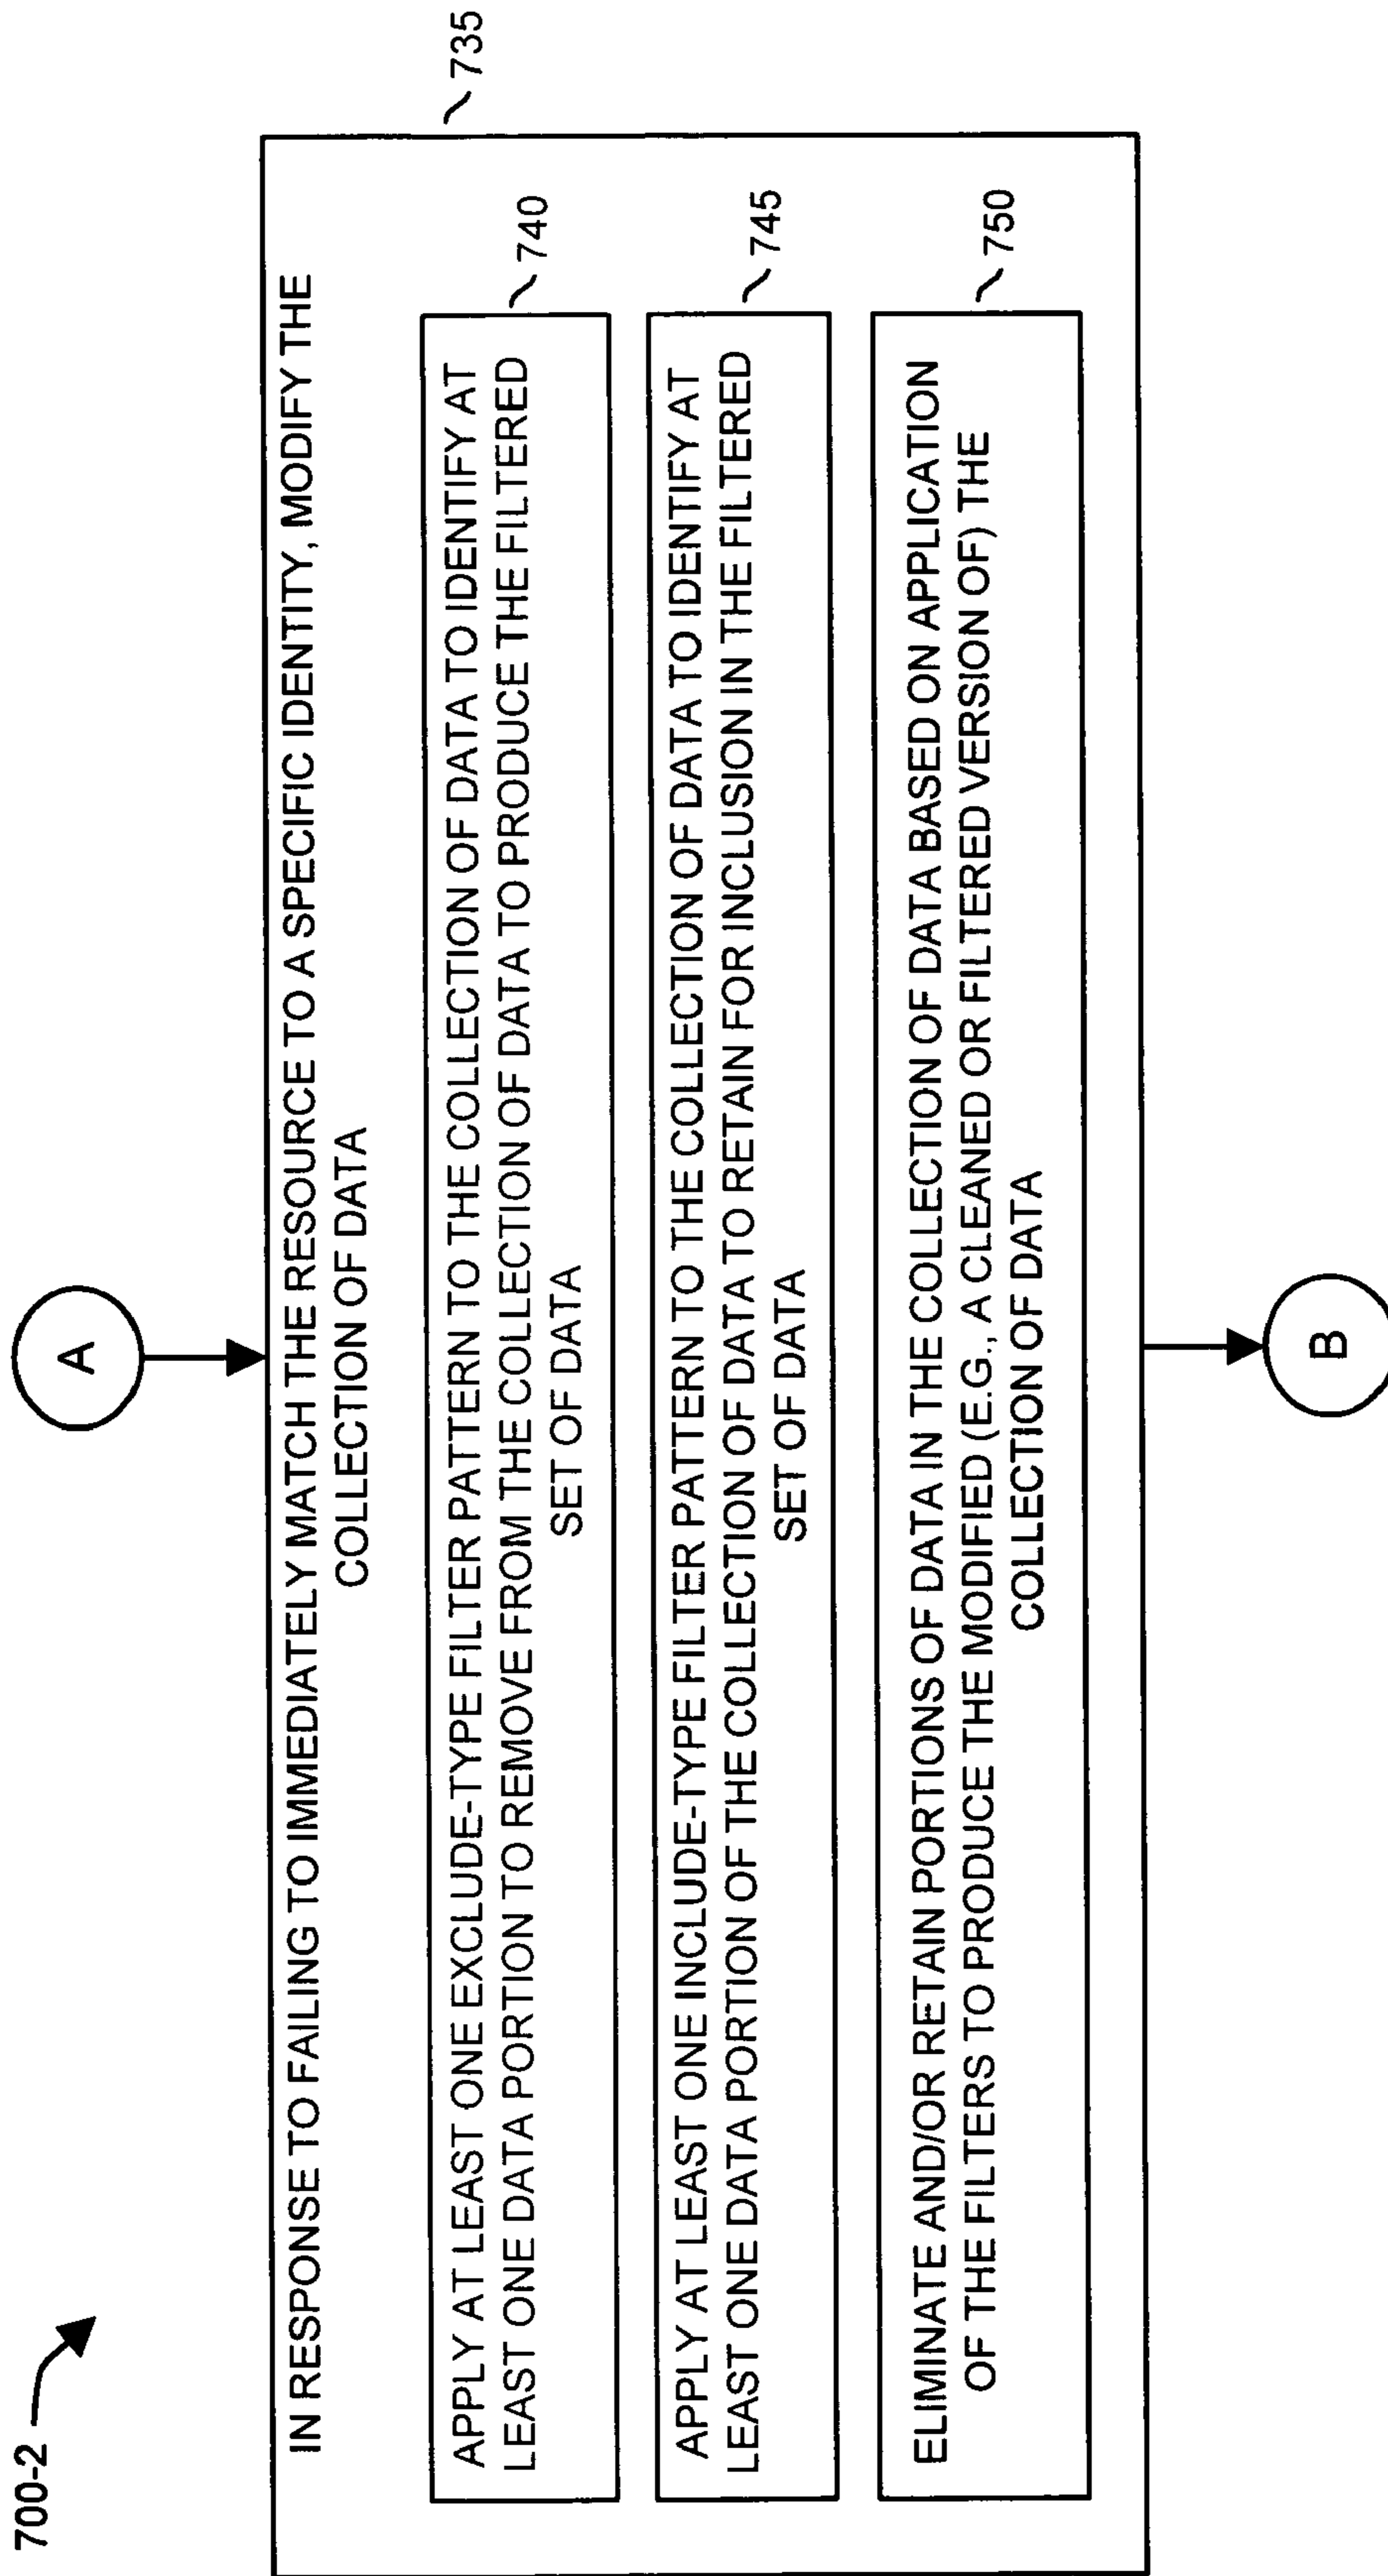 700-2
A
735
IN RESPONSE TO FAILING TO IMMEDIATELY MATCH THE RESOURCE TO A SPECIFIC IDENTITY, MODIFY THE
COLLECTION OF DATA
740
APPLY AT LEAST ONE EXCLUDE-TYPE FILTER PATTERN TO THE COLLECTION OF DATA TO IDENTIFY AT
LEAST ONE DATA PORTION TO REMOVE FROM THE COLLECTION OF DATA TO PRODUCE THE FILTERED
SET OF DATA
745
APPLY AT LEAST ONE INCLUDE-TYPE FILTER PATTERN TO THE COLLECTION OF DATA TO IDENTIFY AT
LEAST ONE DATA PORTION OF THE COLLECTION OF DATA TO RETAIN FOR INCLUSION IN THE FILTERED
SET OF DATA
750
ELIMINATE AND/OR RETAIN PORTIONS OF DATA IN THE COLLECTION OF DATA BASED ON APPLICATION
OF THE FILTERS TO PRODUCE THE MODIFIED (E.G., A CLEANED OR FILTERED VERSION OF) THE
COLLECTION OF DATA
B